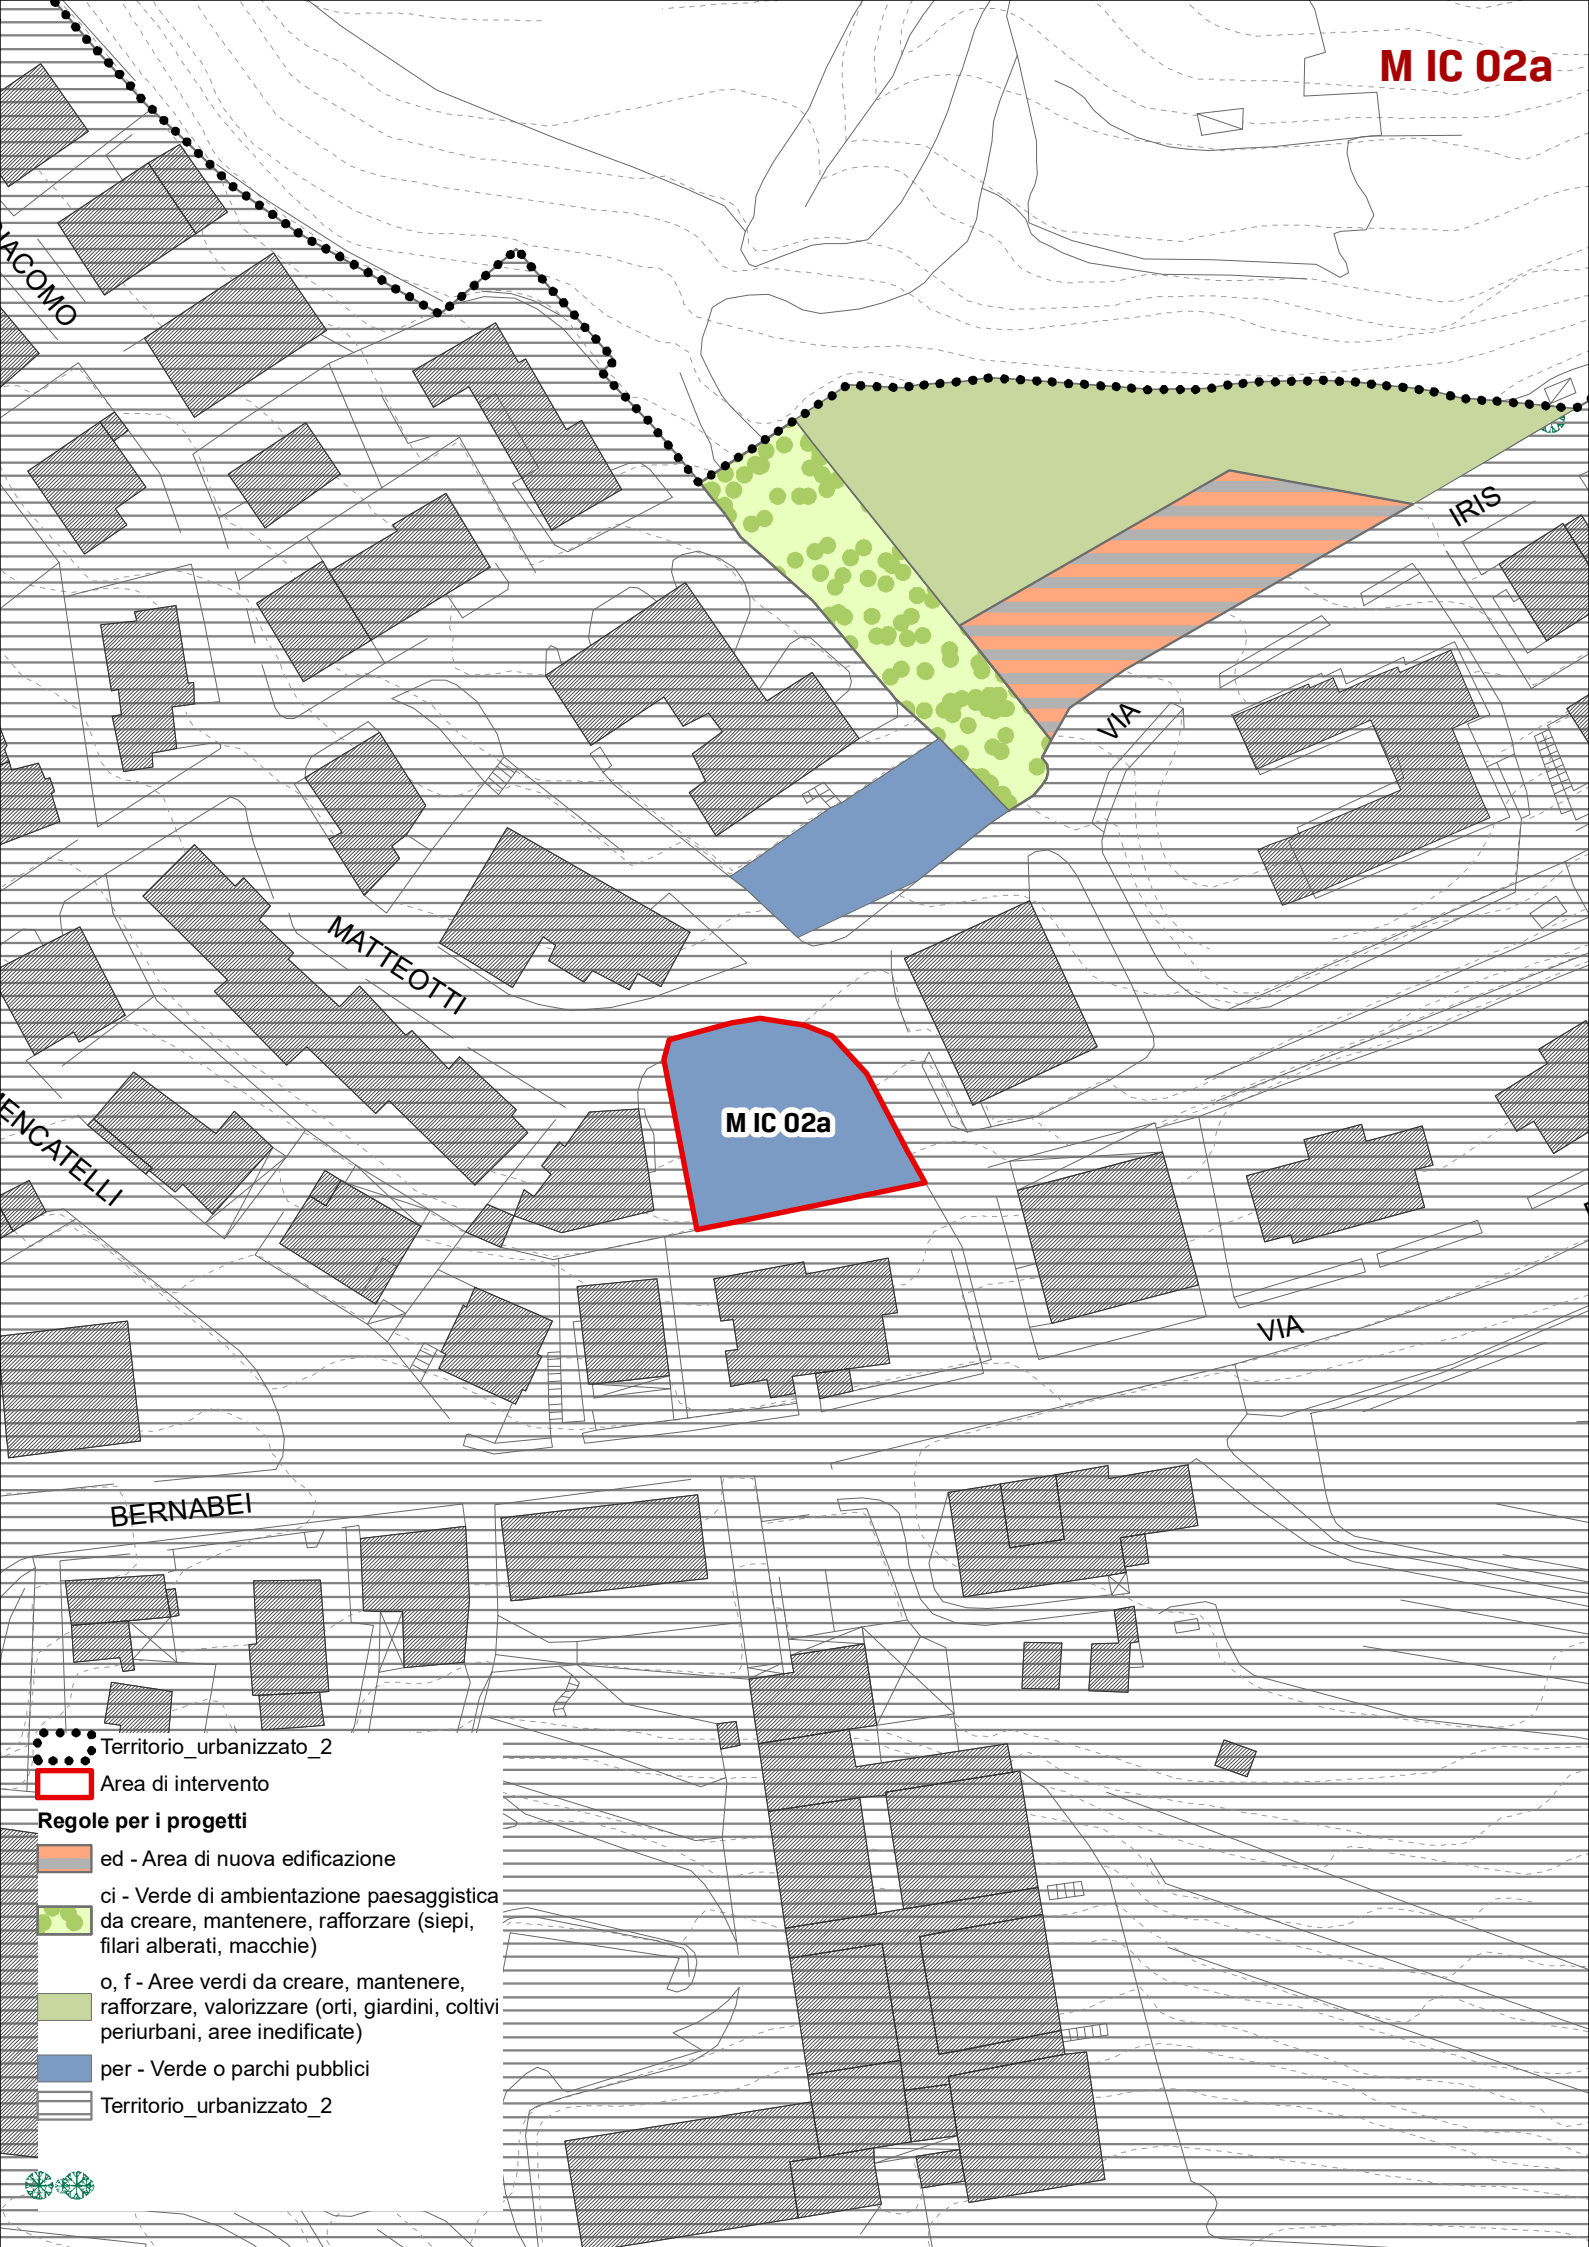 M IC 02a
IRIS
VIA
MATTEOTTI
M IC 02a
VIA
BERNABEI
Territorio_urbanizzato_2
Area di intervento
Regole per i progetti
ed - Area di nuova edificazione
ci - Verde di ambientazione paesaggistica
da creare, mantenere, rafforzare (siepi,
filari alberati, macchie)
o, f - Aree verdi da creare, mantenere,
rafforzare, valorizzare (orti, giardini, coltivi
periurbani, aree inedificate)
per - Verde o parchi pubblici
Territorio_urbanizzato_2